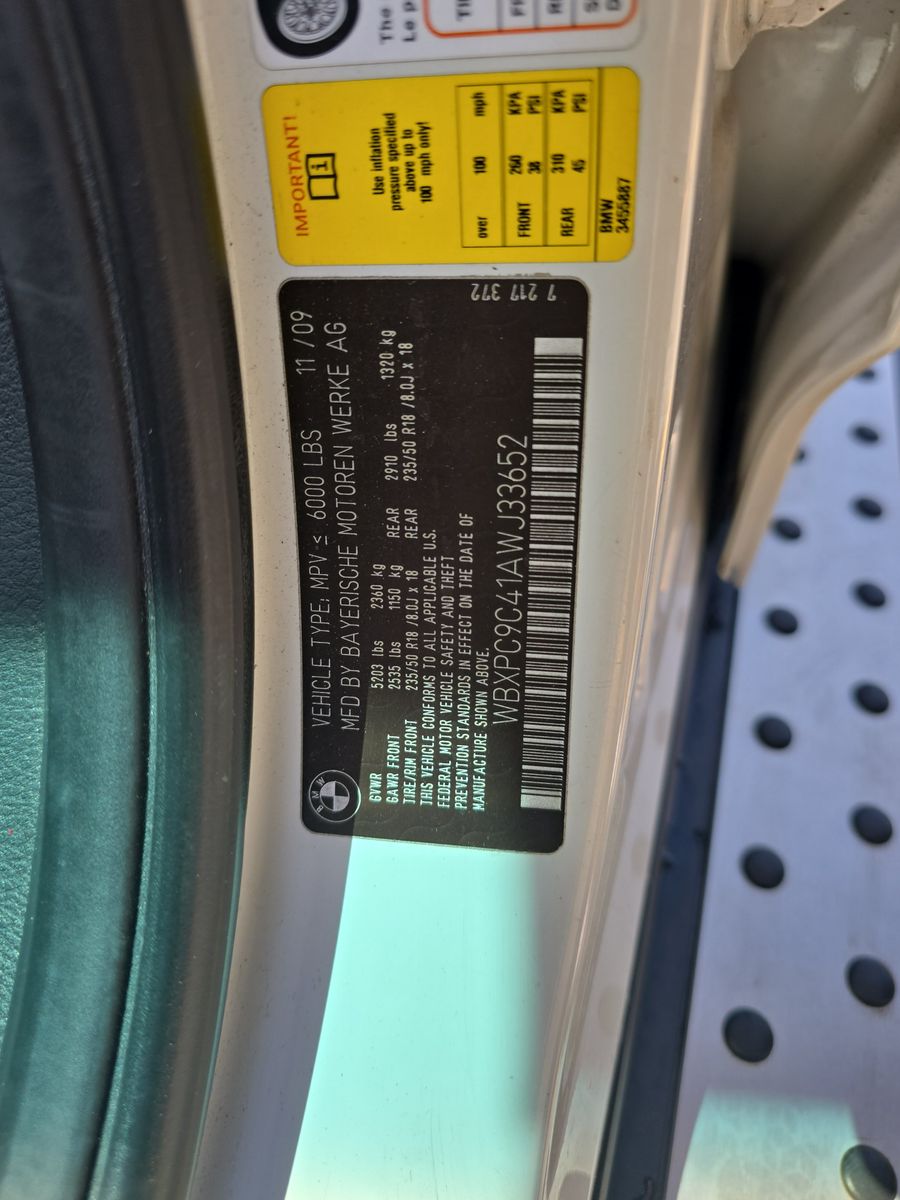 IMPORTANT!
i
Use inflation
pressure specified
above up to
100 mph only!
over 100 mph
FRONT 260 KPA
38 PSI
REAR 310 KPA
45 PSI
BMW
3455887
BMW
VEHICLE TYPE: MPV ≤ 6000 LBS 11 / 09
MFD BY BAYERISCHE MOTOREN WERKE AG
GVWR 5203 lbs 2360 kg
GAWR FRONT 2535 lbs 1150 kg REAR 2910 lbs 1320 kg
TIRE/RIM FRONT 235/50 R18 /8.0J x 18 REAR 235/50 R18 /8.0J x 18
THIS VEHICLE CONFORMS TO ALL APPLICABLE U.S.
FEDERAL MOTOR VEHICLE SAFETY AND THEFT
PREVENTION STANDARDS IN EFFECT ON THE DATE OF
MANUFACTURE SHOWN ABOVE.
WBXPC9C41AWJ33652
7 217 372
The
Le p